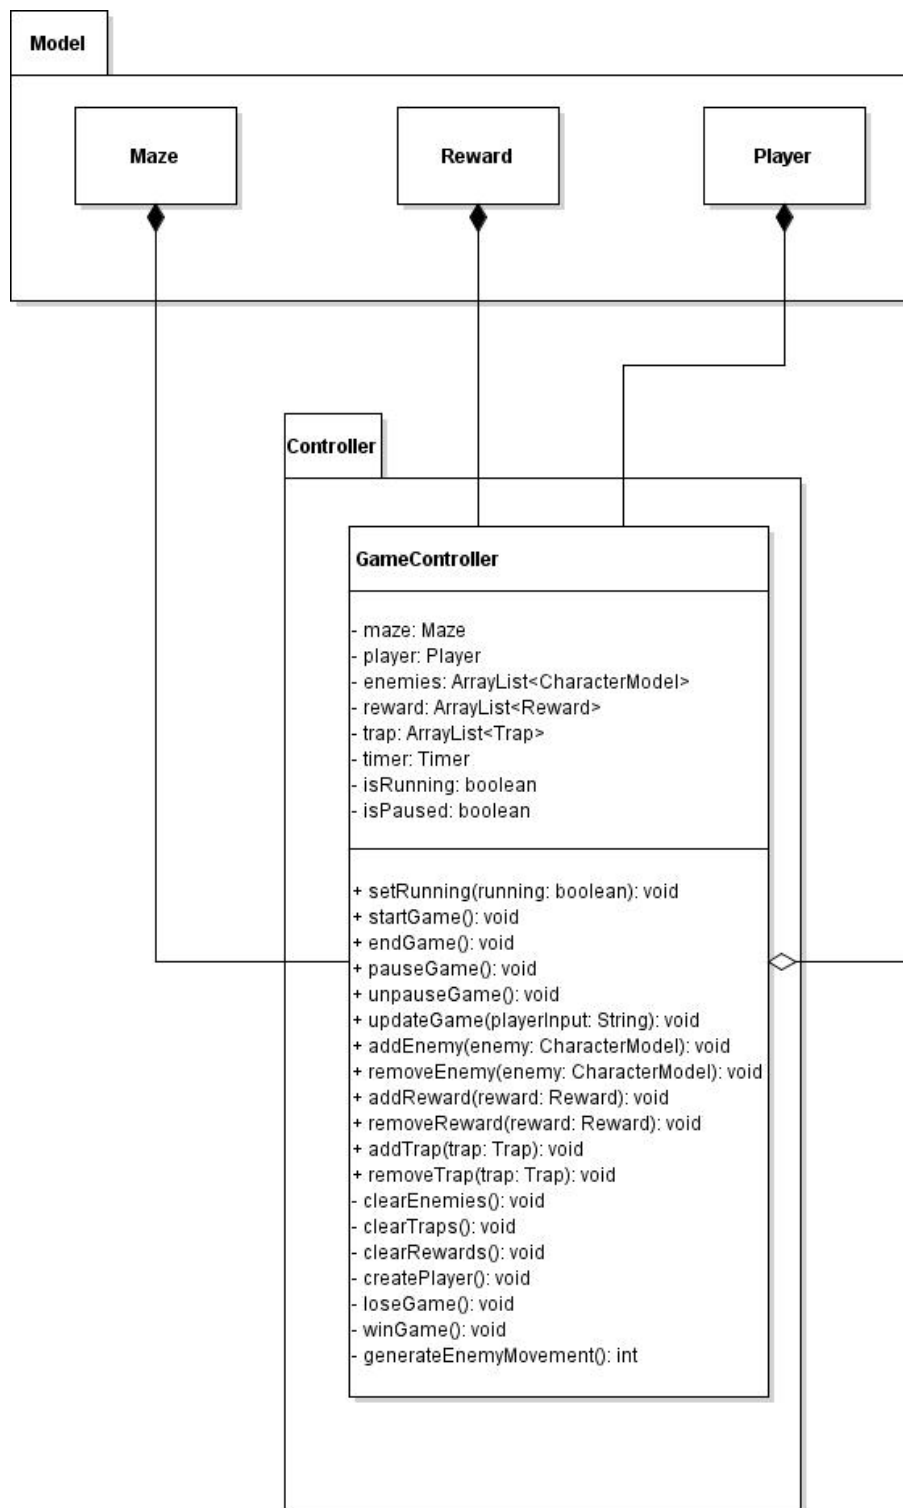 Model
Maze
Reward
Player
Controller
GameController
- maze: Maze
- player: Player
- enemies: ArrayList<CharacterModel>
- reward: ArrayList<Reward>
- trap: ArrayList<Trap>
- timer: Timer
- isRunning: boolean
- isPaused: boolean
+ setRunning(running: boolean): void
+ startGame(): void
+ endGame(): void
+ pauseGame(): void
+ unpauseGame(): void
+ updateGame(playerInput: String): void
+ addEnemy(enemy: CharacterModel): void
+ removeEnemy(enemy: CharacterModel): void
+ addReward(reward: Reward): void
+ removeReward(reward: Reward): void
+ addTrap(trap: Trap): void
+ removeTrap(trap: Trap): void
- clearEnemies(): void
- clearTraps(): void
- clearRewards(): void
- createPlayer(): void
- loseGame(): void
- winGame(): void
- generateEnemyMovement(): int